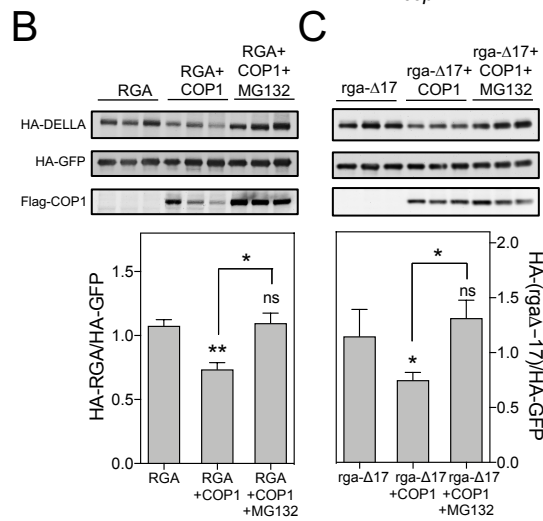 B
C
RGA
RGA+
COP1
RGA+
COP1+
MG132
rga-Δ17
rga-Δ17+
COP1
rga-Δ17+
COP1+
MG132
HA-DELLA
HA-GFP
Flag-COP1
HA-RGA/HA-GFP
1.5
1.0
0.5
0.0
*
**
ns
RGA
RGA
+COP1
RGA
+COP1
+MG132
*
*
ns
2.0
1.5
1.0
0.5
0.0
HA-(rgaΔ−17)/HA-GFP
rga-Δ17
rga-Δ17
+COP1
rga-Δ17
+COP1
+MG132